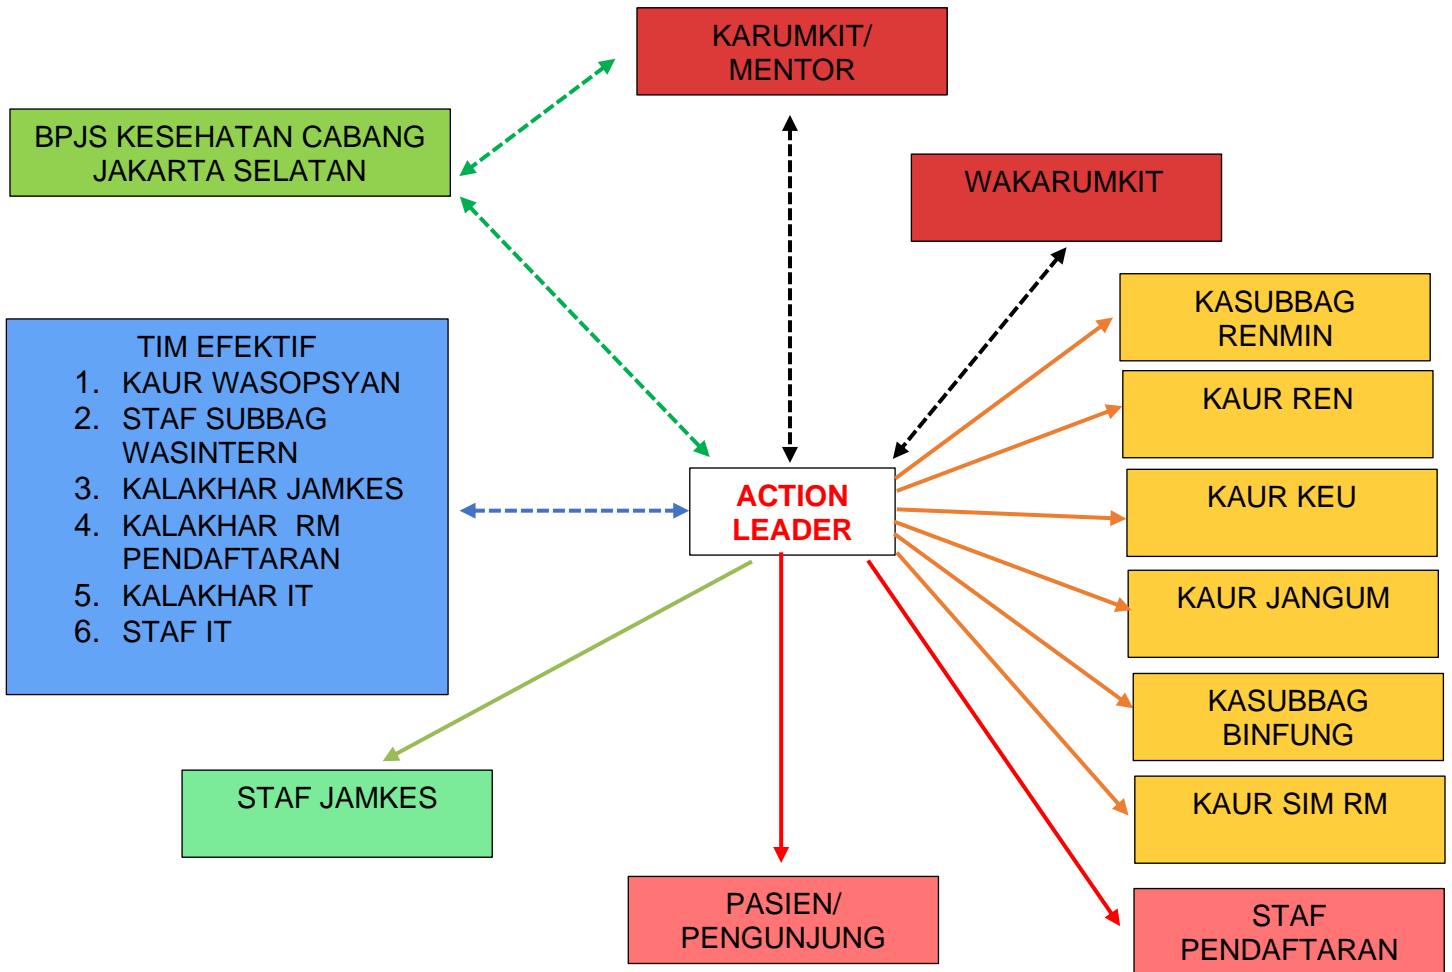 KARUMKIT/
MENTOR
BPJS KESEHATAN CABANG
JAKARTA SELATAN
WAKARUMKIT
KASUBBAG
RENMIN
TIM EFEKTIF
1. KAUR WASOPSYAN
2. STAF SUBBAG
WASINTERN
3. KALAKHAR JAMKES
4. KALAKHAR RM
PENDAFTARAN
5. KALAKHAR IT
6. STAF IT
KAUR REN
ACTION
LEADER
KAUR KEU
KAUR JANGUM
KASUBBAG
BINFUNG
STAF JAMKES
KAUR SIM RM
PASIEN/
PENGUNJUNG
STAF
PENDAFTARAN